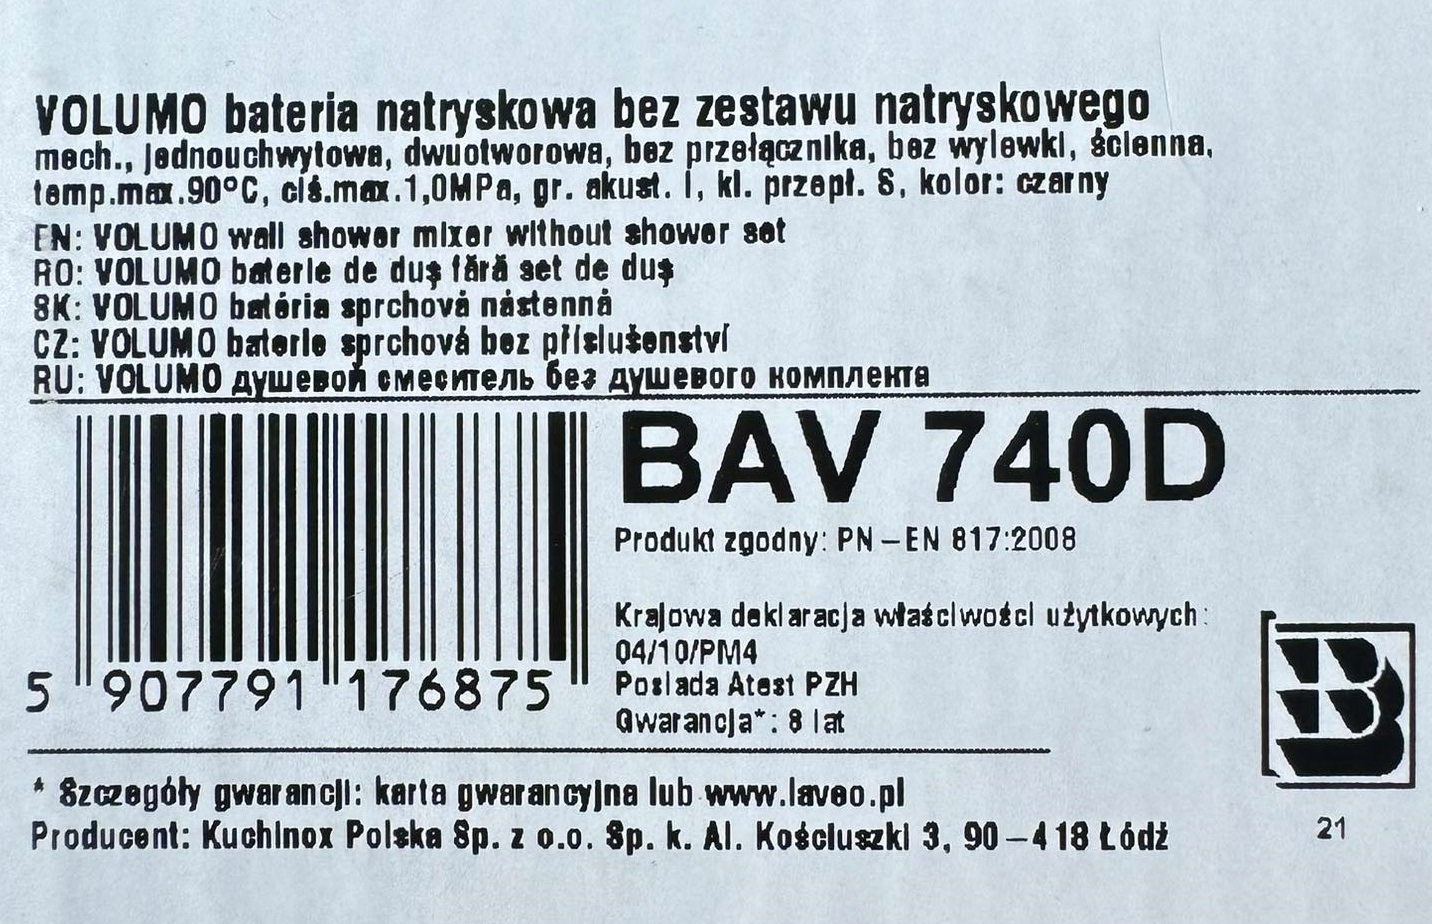 VOLUMO bateria natryskowa bez zestawu natryskowego
mech., jednouchwytowa, dwuotworowa, bez przełącznika, bez wylewki, ścienna,
temp.max.90°C, ciś.max.1,0MPa, gr. akust. I, kl. przepł. S, kolor: czarny
EN: VOLUMO wall shower mixer without shower set
RO: VOLUMO baterie de duş fără set de duş
SK: VOLUMO batéria sprchová nástenná
CZ: VOLUMO baterie sprchová bez příslušenství
RU: VOLUMO душевой смеситель без душевого комплекта
BAV 740D
Produkt zgodny: PN-EN 817:2008
Krajowa deklaracja właściwości użytkowych:
04/10/PM4
Posiada Atest PZH
Gwarancja*: 8 lat
5 907791 176875
B
21
* Szczegóły gwarancji: karta gwarancyjna lub www.laveo.pl
Producent: Kuchinox Polska Sp. z o.o. Sp. k. Al. Kościuszki 3, 90-418 Łódź